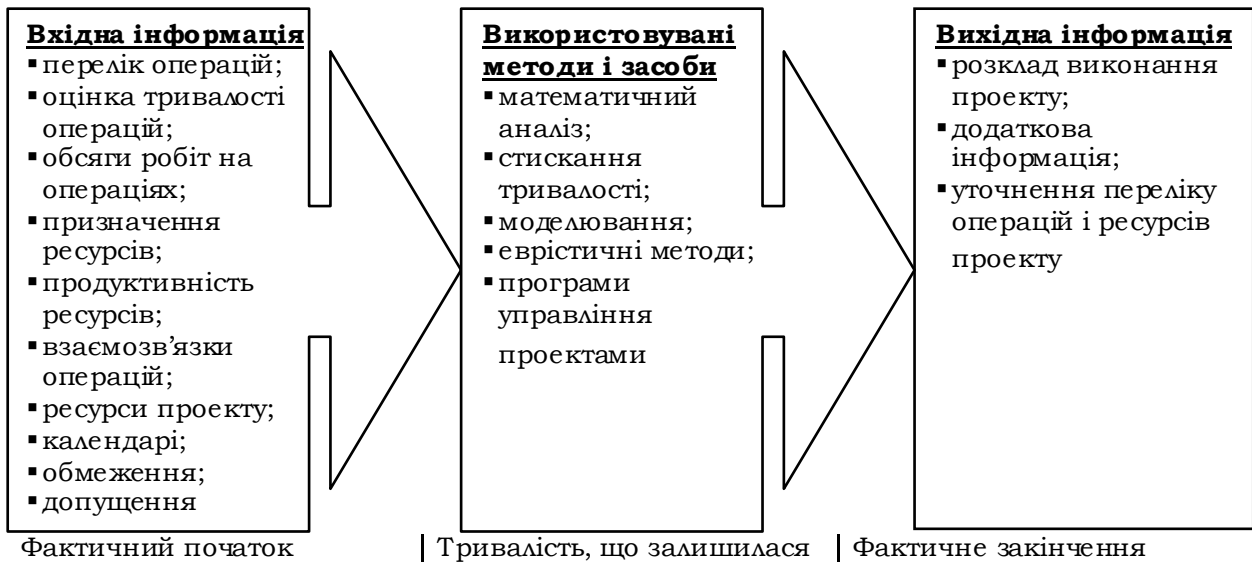 Вхідна інформація
▪ перелік операцій;
▪ оцінка тривалості
операцій;
▪ обсяги робіт на
операціях;
▪ призначення
ресурсів;
▪ продуктивність
ресурсів;
▪ взаємозв’язки
операцій;
▪ ресурси проекту;
▪ календарі;
▪ обмеження;
▪ допущення
Використовувані
методи і засоби
▪ математичний
аналіз;
▪ стискання
тривалості;
▪ моделювання;
▪ еврістичні методи;
▪ програми
управління
проектами
Вихідна інформація
▪ розклад виконання
проекту;
▪ додаткова
інформація;
▪ уточнення переліку
операцій і ресурсів
проекту
Фактичний початок
Тривалість, що залишилася
Фактичне закінчення